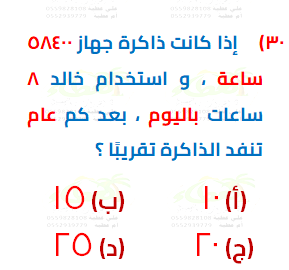 ٣٠) إذا كانت ذاكرة جهاز ٥٨٤٠٠
ساعة ، و استخدام خالد ٨
ساعات باليوم ، بعد كم عام
تنفد الذاكرة تقريبًا ؟
(أ) ١٠ (ب) ١٥
(ج) ٢٠ (د) ٢٥